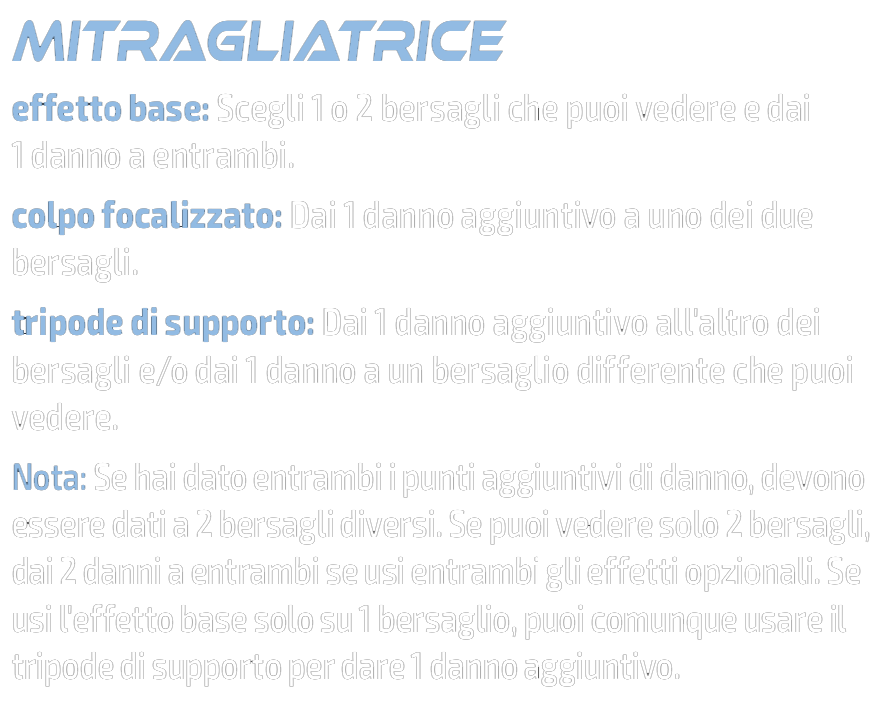 MITRAGLIATRICE
effetto base: Scegli 1 o 2 bersagli che puoi vedere e dai
1 danno a entrambi.
colpo focalizzato: Dai 1 danno aggiuntivo a uno dei due
bersagli.
tripode di supporto: Dai 1 danno aggiuntivo all'altro dei
bersagli e/o dai 1 danno a un bersaglio differente che puoi
vedere.
Nota: Se hai dato entrambi i punti aggiuntivi di danno, devono
essere dati a 2 bersagli diversi. Se puoi vedere solo 2 bersagli,
dai 2 danni a entrambi se usi entrambi gli effetti opzionali. Se
usi l'effetto base solo su 1 bersaglio, puoi comunque usare il
tripode di supporto per dare 1 danno aggiuntivo.